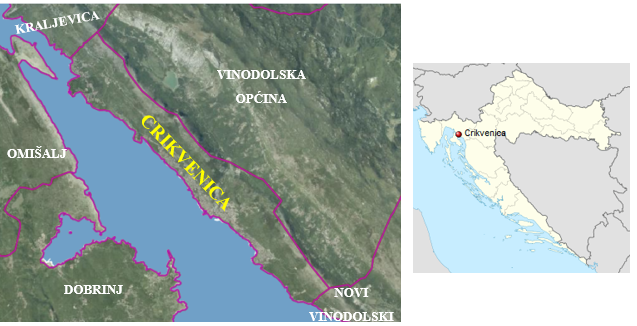 KRALJEVICA
VINODOLSKA
OPĆINA
CRIKVENICA
OMIŠALJ
DOBRINJ
NOVI
VINODOLSKI
Crikvenica